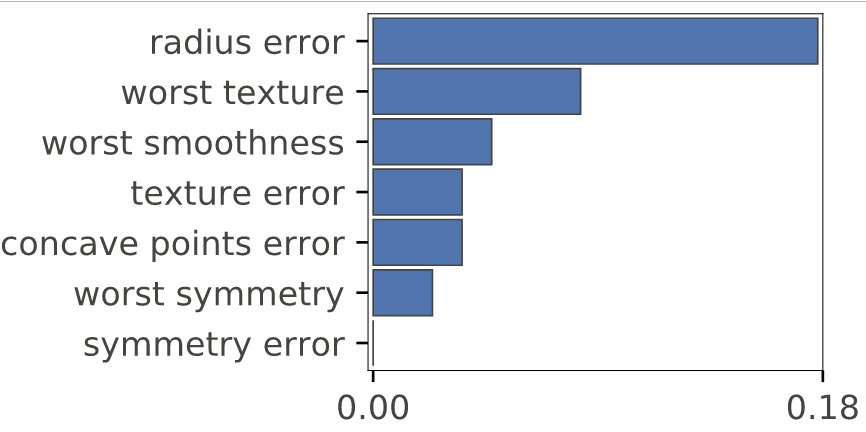 radius error
worst texture
worst smoothness
texture error
concave points error
worst symmetry
symmetry error
0.00 0.18